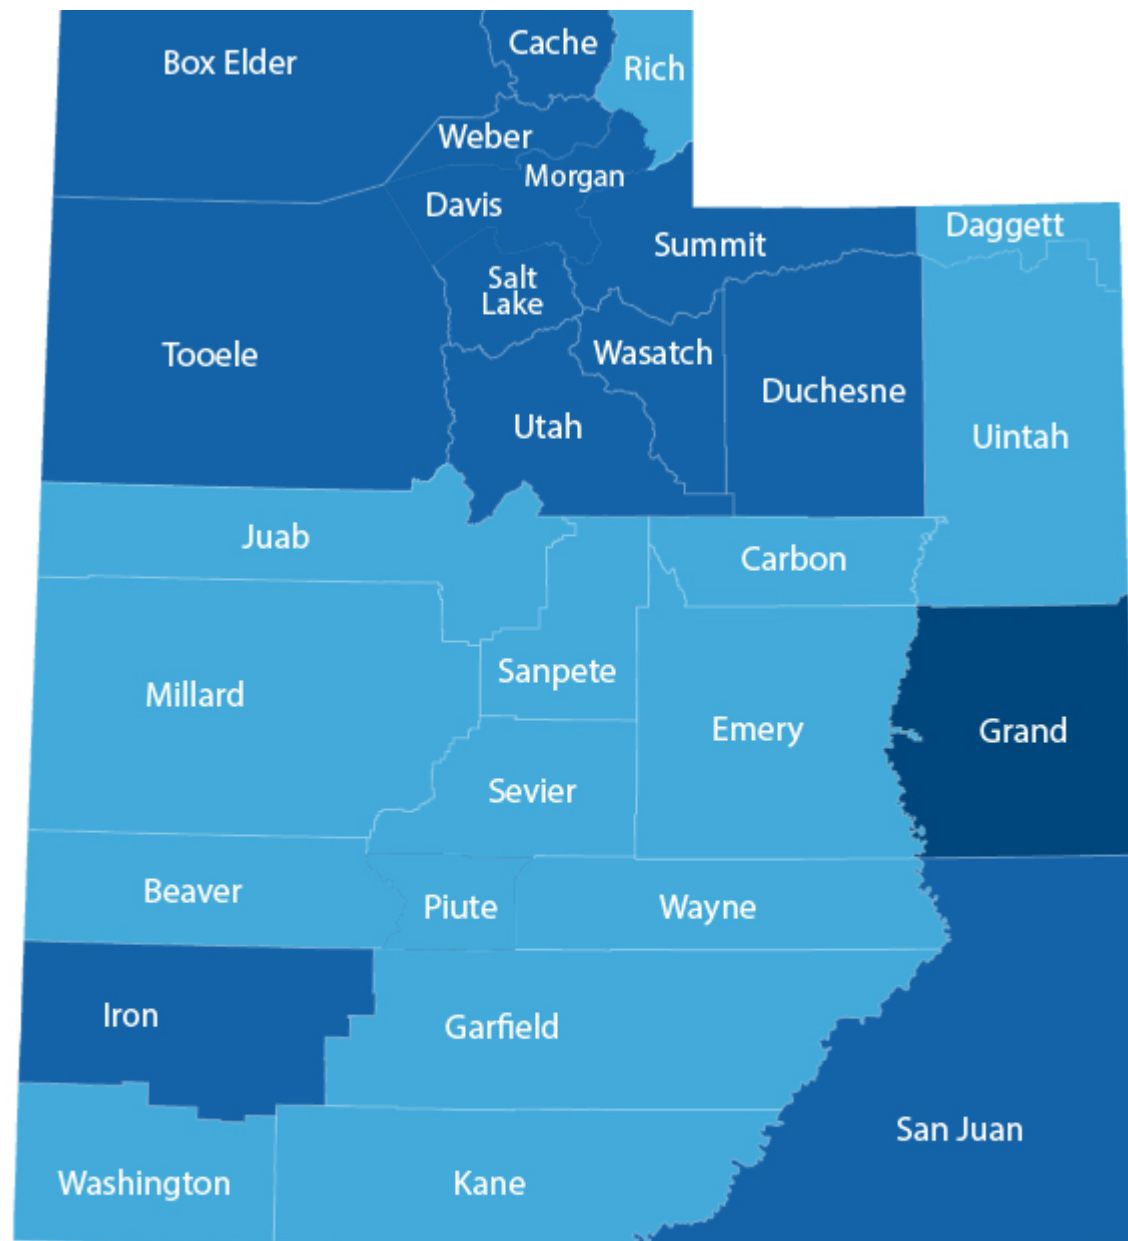 Cache
Box Elder
Rich
Weber
Morgan
Davis
Daggett
Summit
Salt
Lake
Tooele
Wasatch
Duchesne
Utah
Uintah
Juab
Carbon
Sanpete
Millard
Emery
Grand
Sevier
Beaver
Piute
Wayne
Iron
Garfield
San Juan
Washington
Kane